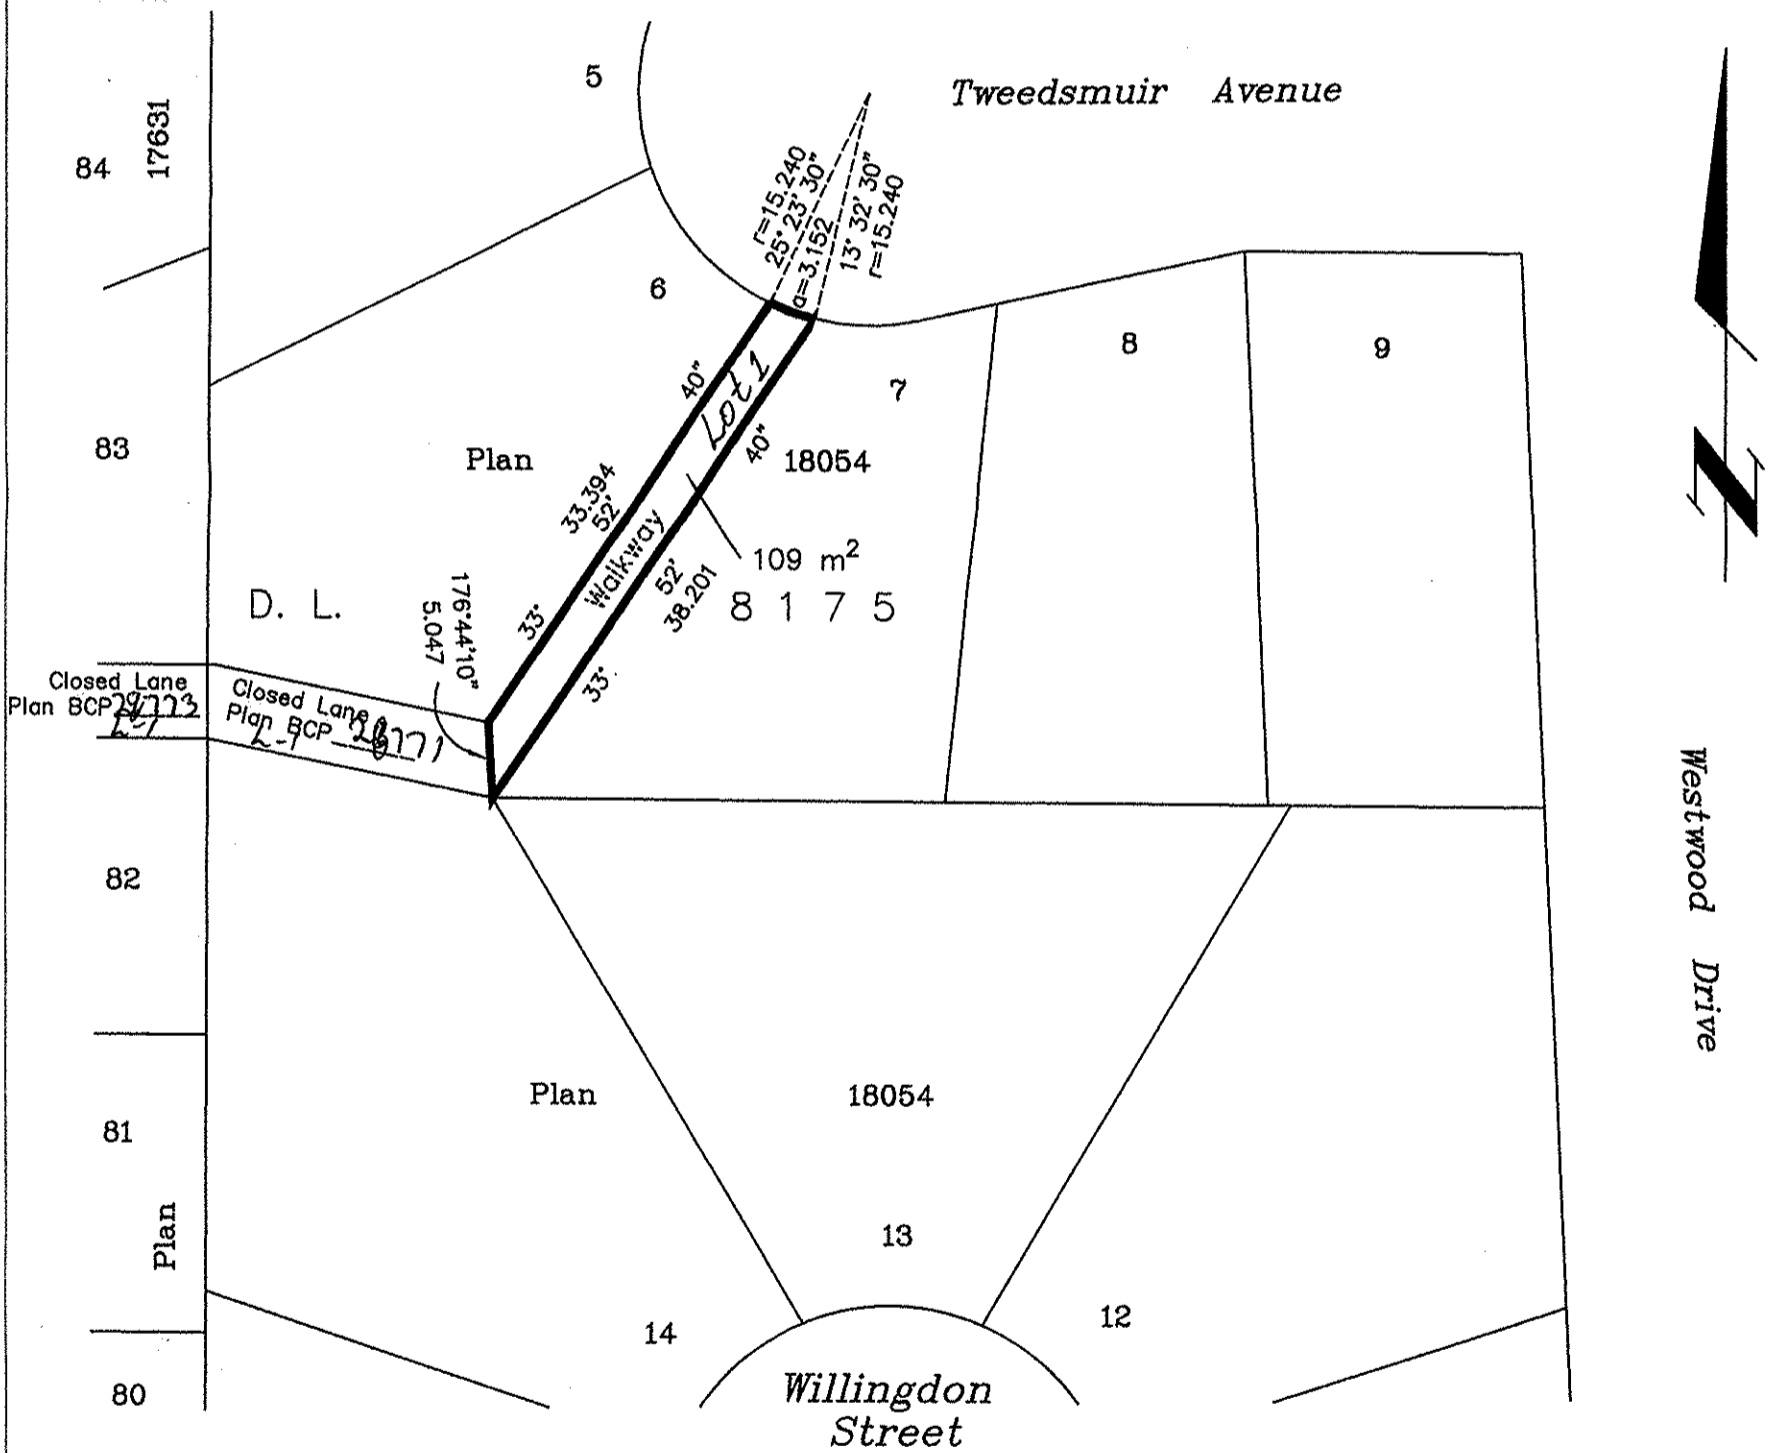 5
Tweedsmuir Avenue
84
17631
r=15.240
25° 23' 30"
a=3.152
13° 32' 30"
r=15.240
6
8
9
7
40"
Lot 1
40"
83
Plan
18054
33.394
52'
Walkway
109 m²
52'
38.201
8 1 7 5
D. L.
176°44'10"
5.047
33°
33°
Closed Lane
Plan BCP
L-1
Closed Lane
Plan BCP
L-1
Westwood Drive
82
Plan
18054
81
Plan
13
14
12
80
Willingdon
Street
N